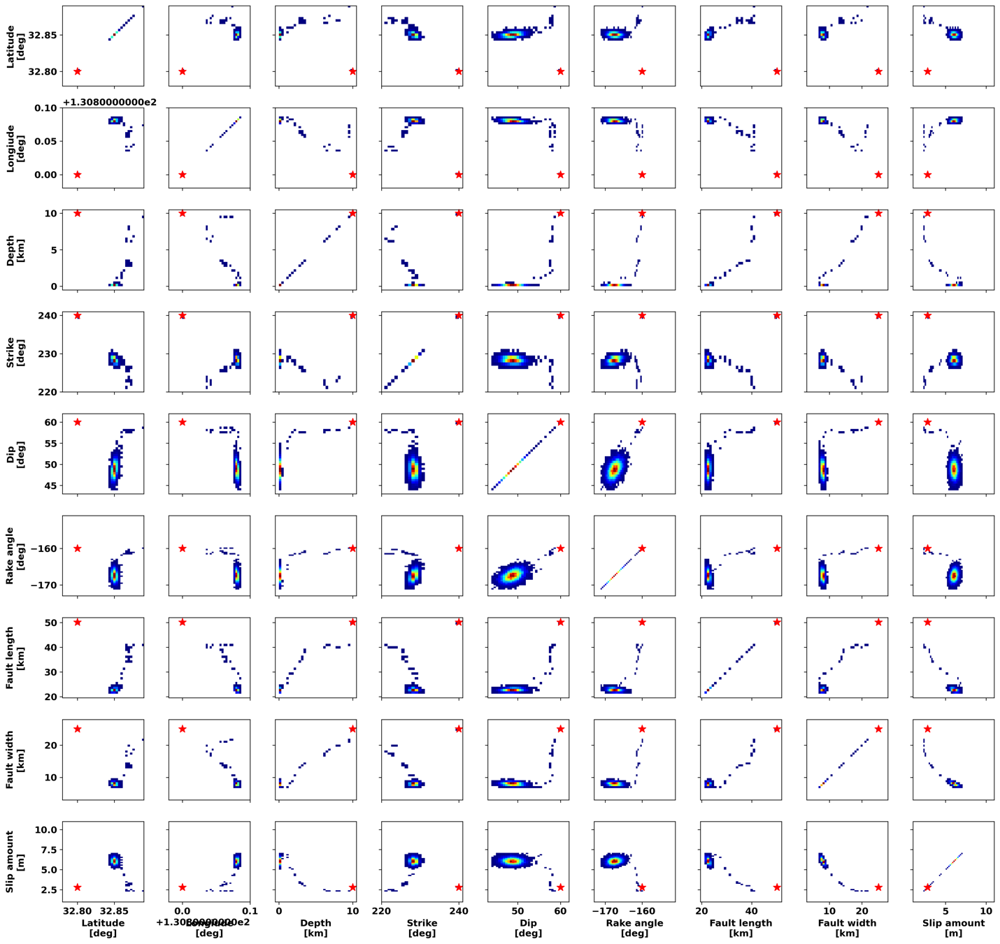 Latitude
[deg]
32.85
32.80
+1.3080000000e2
Longiude
[deg]
0.10
0.05
0.00
Depth
[km]
10
5
0
Strike
[deg]
240
230
220
Dip
[deg]
60
55
50
45
Rake angle
[deg]
−160
−170
Fault length
[km]
50
40
30
20
Fault width
[km]
20
10
Slip amount
[m]
10.0
7.5
5.0
2.5
32.80 32.85 0.0 0.1 0 10 220 240 50 60 −170 −160 20 40 10 20 5 10
+1.3080000000e2
Latitude Longiude Depth Strike Dip Rake angle Fault length Fault width Slip amount
[deg] [deg] [km] [deg] [deg] [deg] [km] [km] [m]